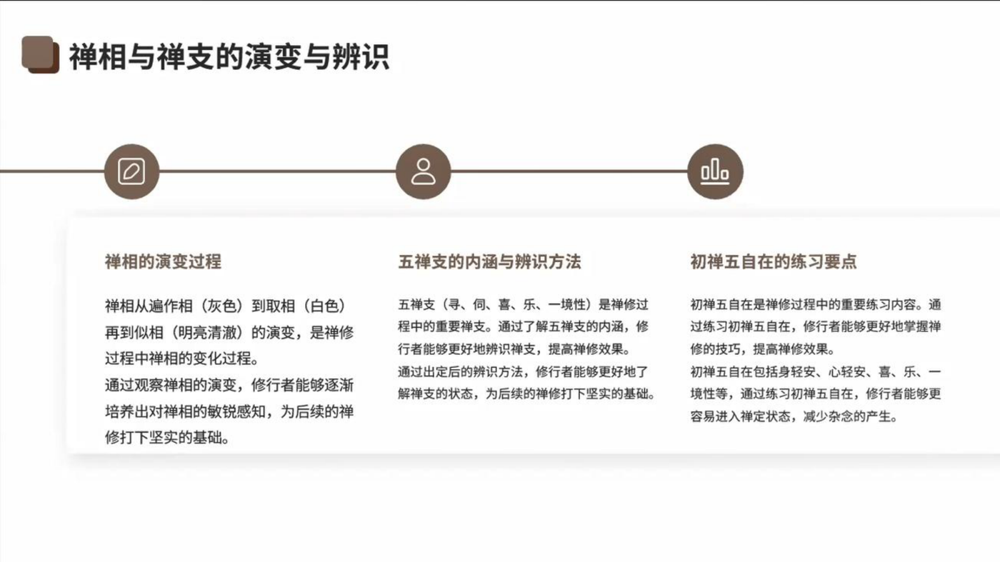 禅相与禅支的演变与辨识
禅相的演变过程
禅相从遍作相（灰色）到取相（白色）
再到似相（明亮清澈）的演变，是禅修
过程中禅相的变化过程。
通过观察禅相的演变，修行者能够逐渐
培养出对禅相的敏锐感知，为后续的禅
修打下坚实的基础。
五禅支的内涵与辨识方法
五禅支（寻、伺、喜、乐、一境性）是禅修过
程中的重要禅支。通过了解五禅支的内涵，修
行者能够更好地辨识禅支，提高禅修效果。
通过出定后的辨识方法，修行者能够更好地了
解禅支的状态，为后续的禅修打下坚实的基础。
初禅五自在的练习要点
初禅五自在是禅修过程中的重要练习内容。通
过练习初禅五自在，修行者能够更好地掌握禅
修的技巧，提高禅修效果。
初禅五自在包括身轻安、心轻安、喜、乐、一
境性等，通过练习初禅五自在，修行者能够更
容易进入禅定状态，减少杂念的产生。